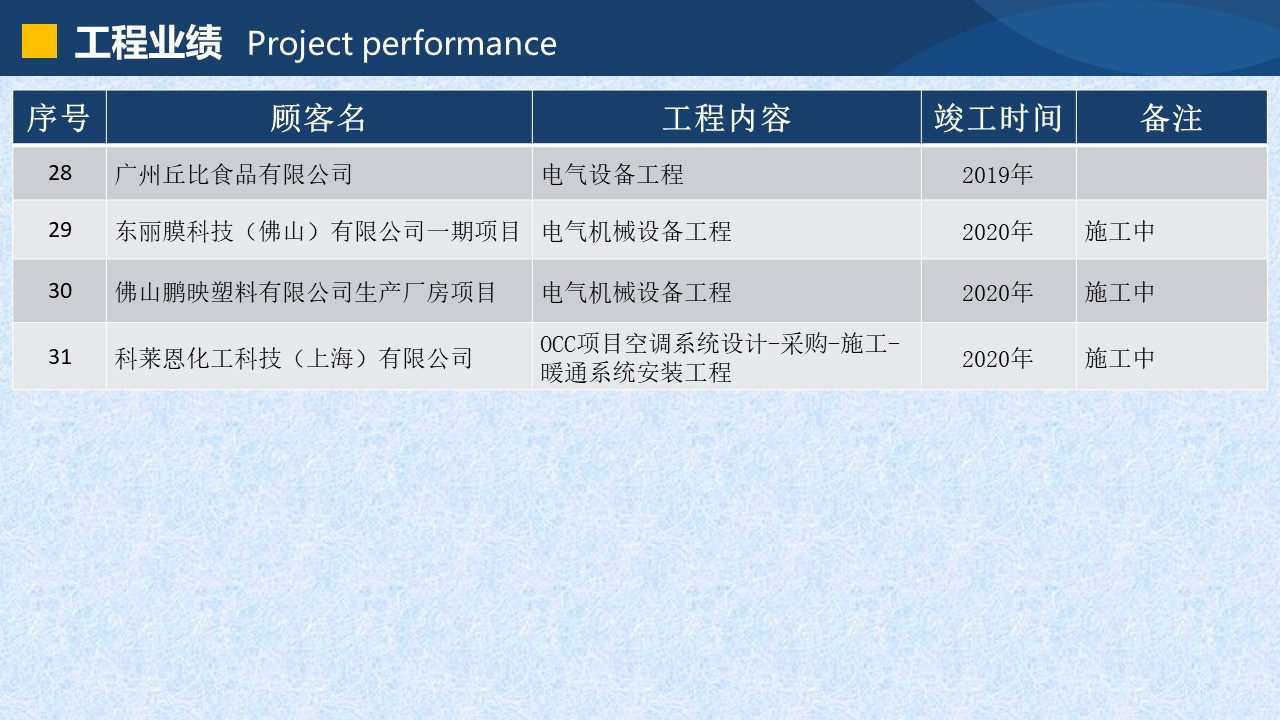 工程业绩 Project performance
序号 顾客名 工程内容 竣工时间 备注
28 广州丘比食品有限公司 电气设备工程 2019年
29 东丽膜科技（佛山）有限公司一期项目 电气机械设备工程 2020年 施工中
30 佛山鹏映塑料有限公司生产厂房项目 电气机械设备工程 2020年 施工中
31 科莱恩化工科技（上海）有限公司 OCC项目空调系统设计-采购-施工-
暖通系统安装工程 2020年 施工中